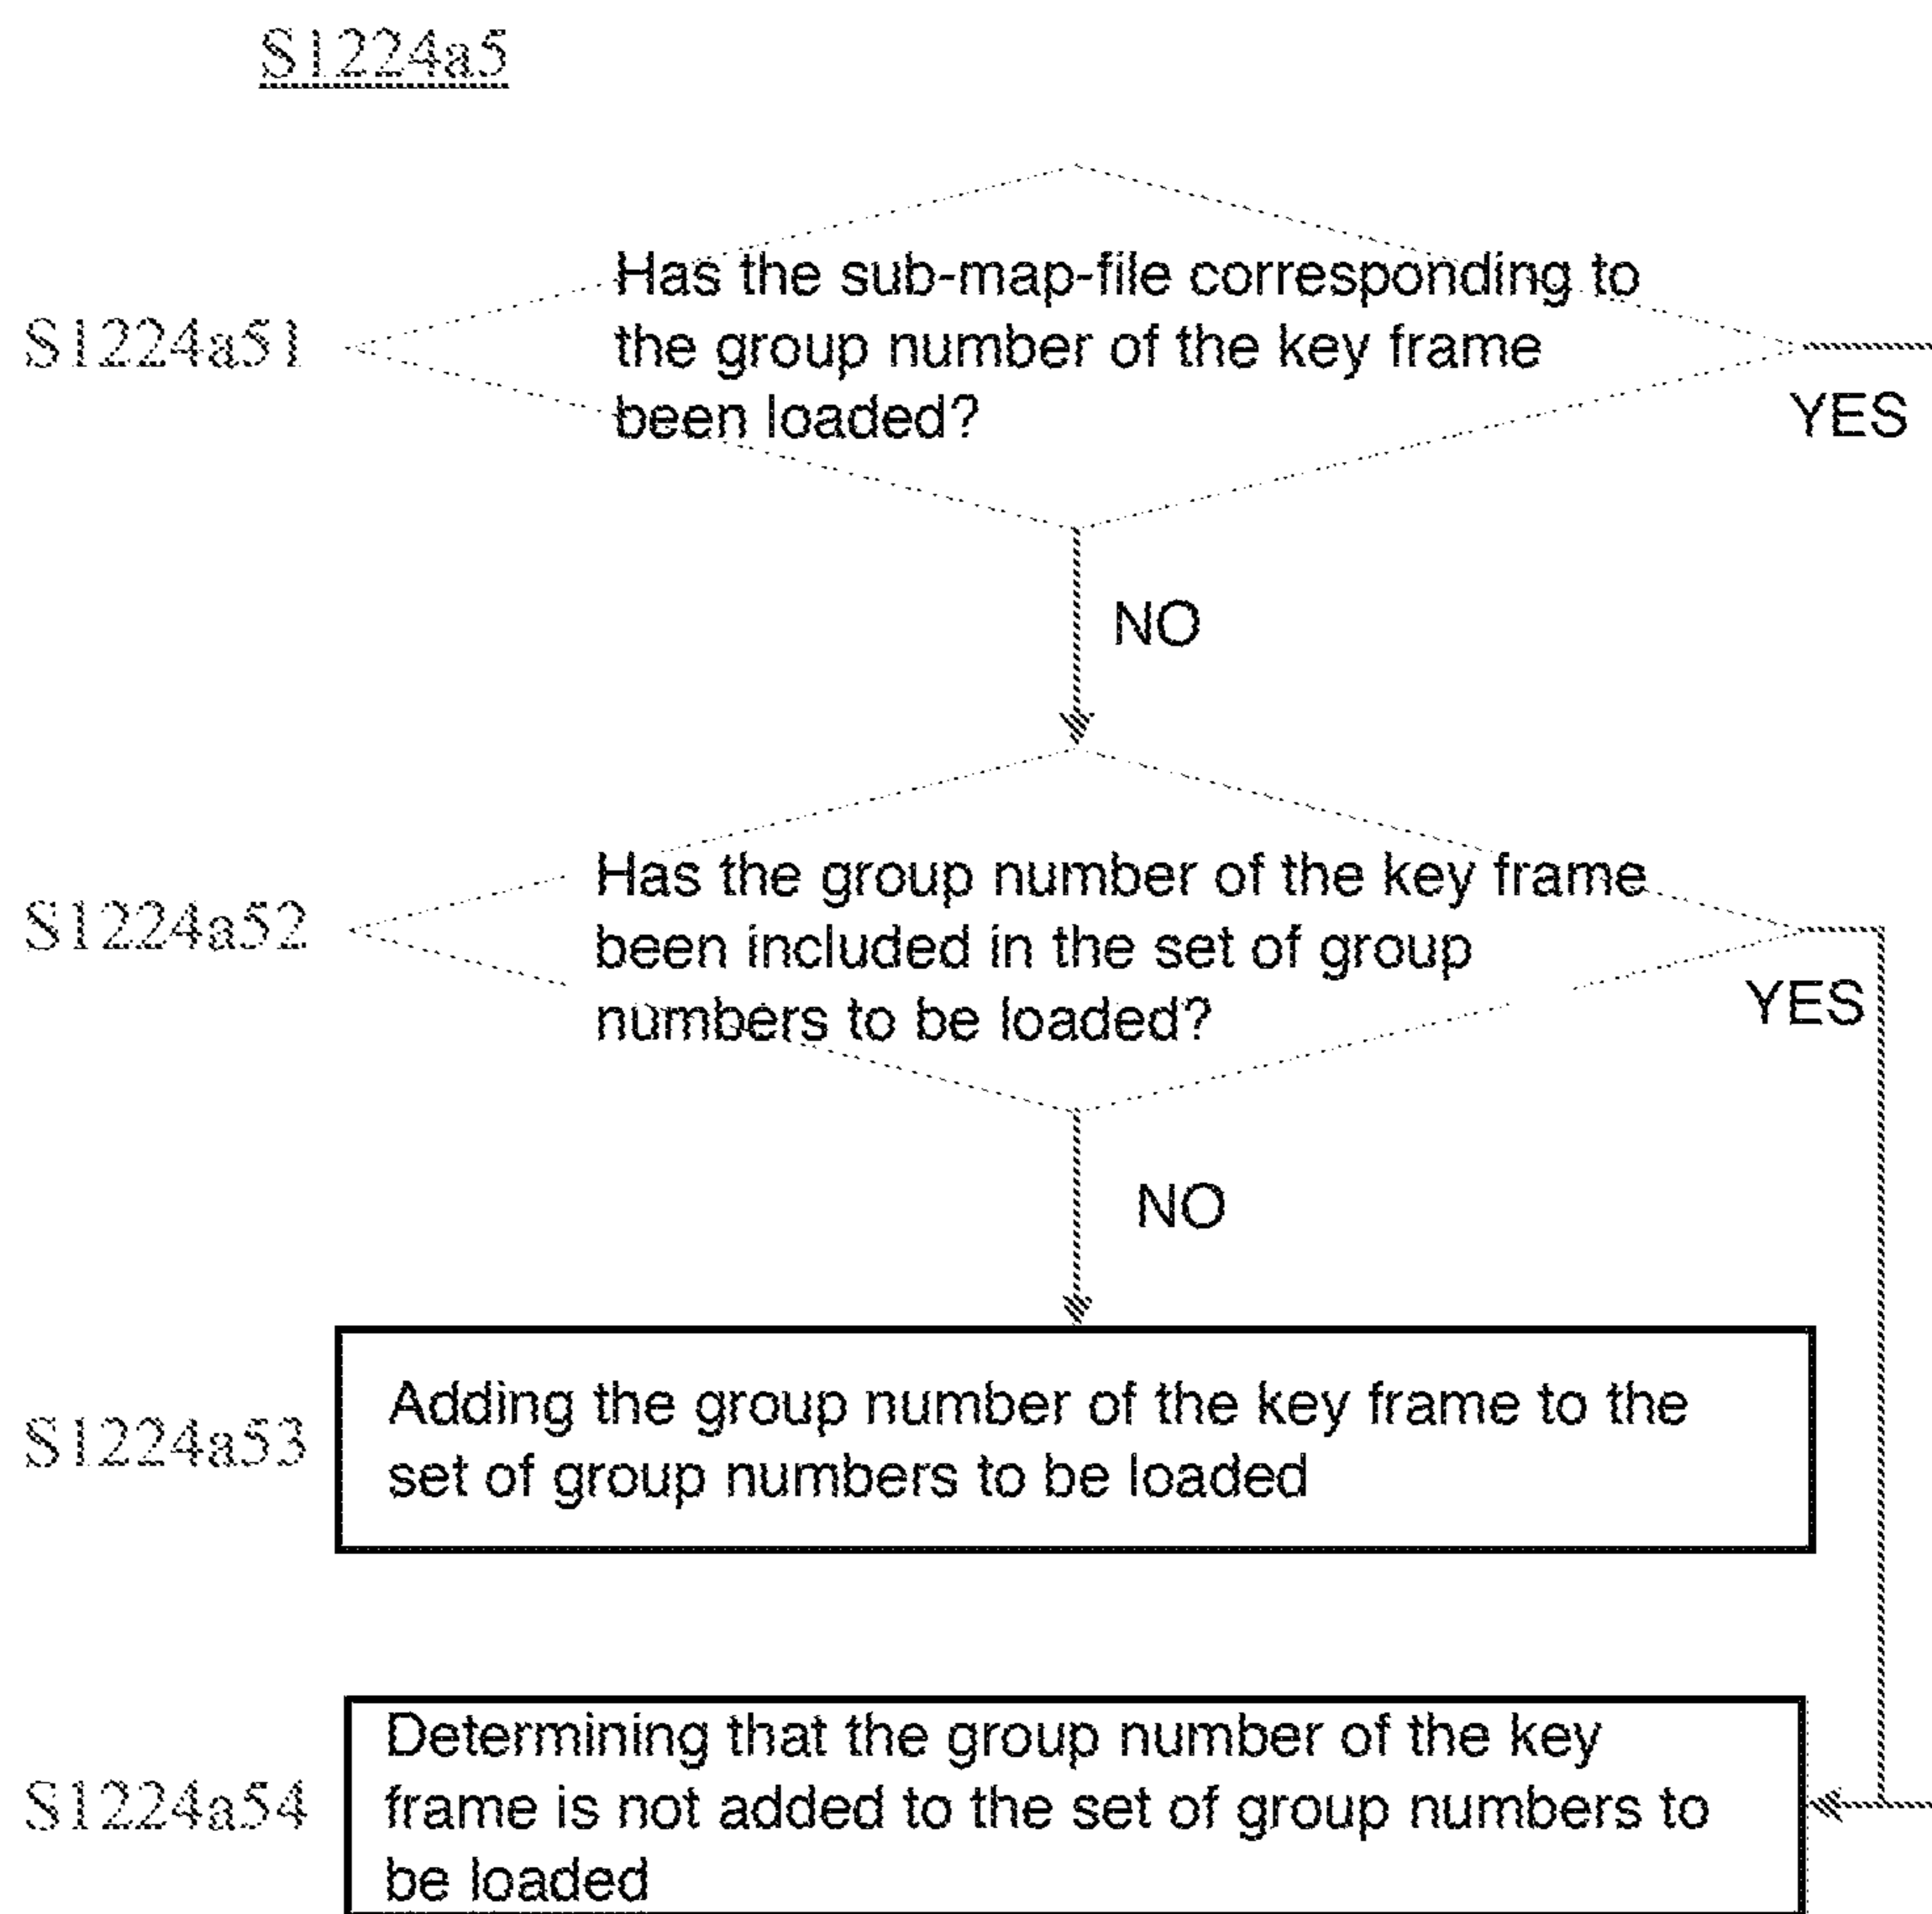 S1224a5
Has the sub-map-file corresponding to
the group number of the key frame
been loaded?
S1224a51
YES
NO
Has the group number of the key frame
been included in the set of group
numbers to be loaded?
S1224a52
YES
NO
Adding the group number of the key frame to the
set of group numbers to be loaded
S1224a53
Determining that the group number of the key
frame is not added to the set of group numbers to
be loaded
S1224a54